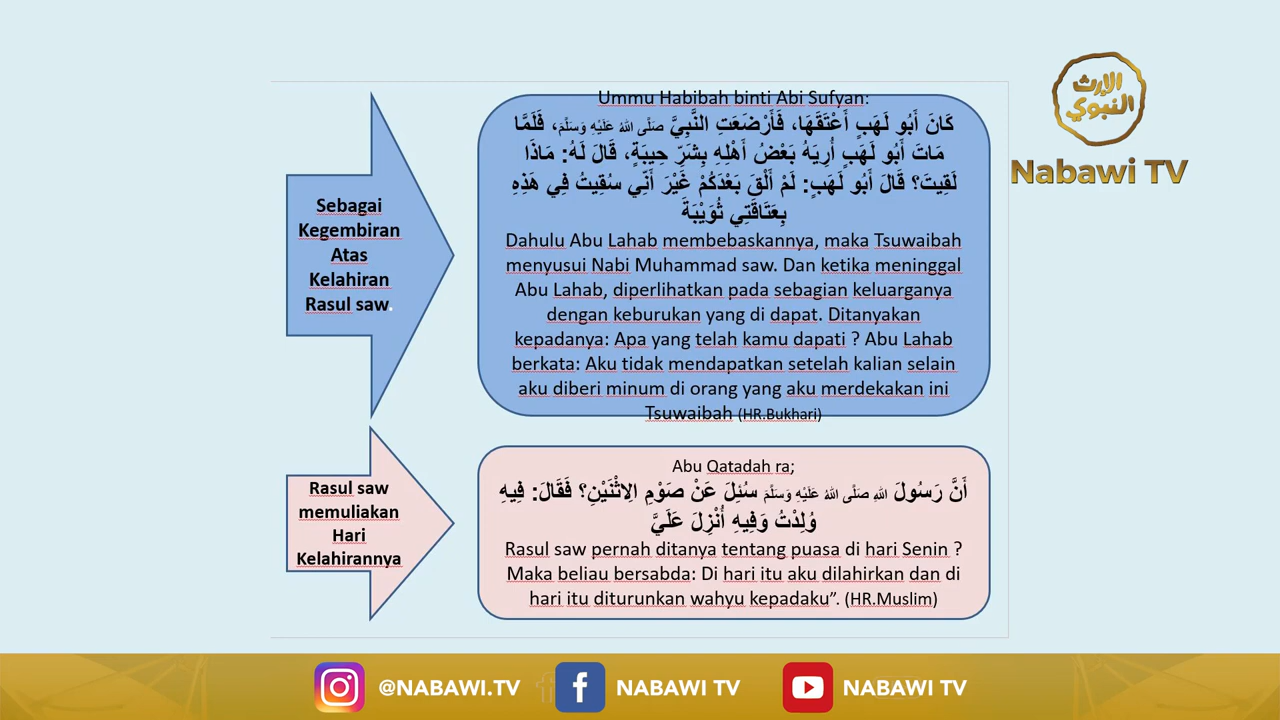 الإرث
النبوي
Nabawi TV
Sebagai
Kegembiran
Atas
Kelahiran
Rasul saw.
Ummu Habibah binti Abi Sufyan:
كَانَ أَبُو لَهَبٍ أَعْتَقَهَا، فَأَرْضَعَتِ النَّبِيَّ صَلَّى اللهُ عَلَيْهِ وَسَلَّمَ، فَلَمَّا
مَاتَ أَبُو لَهَبٍ أُرِيَهُ بَعْضُ أَهْلِهِ بِشَرِّ حِيبَةٍ، قَالَ لَهُ: مَاذَا
لَقِيتَ؟ قَالَ أَبُو لَهَبٍ: لَمْ أَلْقَ بَعْدَكُمْ غَيْرَ أَنِّي سُقِيتُ فِي هَذِهِ
بِعَتَاقَتِي ثُوَيْبَةَ
Dahulu Abu Lahab membebaskannya, maka Tsuwaibah
menyusui Nabi Muhammad saw. Dan ketika meninggal
Abu Lahab, diperlihatkan pada sebagian keluarganya
dengan keburukan yang di dapat. Ditanyakan
kepadanya: Apa yang telah kamu dapati ? Abu Lahab
berkata: Aku tidak mendapatkan setelah kalian selain
aku diberi minum di orang yang aku merdekakan ini
Tsuwaibah (HR.Bukhari)
Rasul saw
memuliakan
Hari
Kelahirannya
Abu Qatadah ra;
أَنَّ رَسُولَ اللهِ صَلَّى اللهُ عَلَيْهِ وَسَلَّمَ سُئِلَ عَنْ صَوْمِ الِاثْنَيْنِ؟ فَقَالَ: فِيهِ
وُلِدْتُ وَفِيهِ أُنْزِلَ عَلَيَّ
Rasul saw pernah ditanya tentang puasa di hari Senin ?
Maka beliau bersabda: Di hari itu aku dilahirkan dan di
hari itu diturunkan wahyu kepadaku”. (HR.Muslim)
@NABAWI.TV
NABAWI TV
NABAWI TV